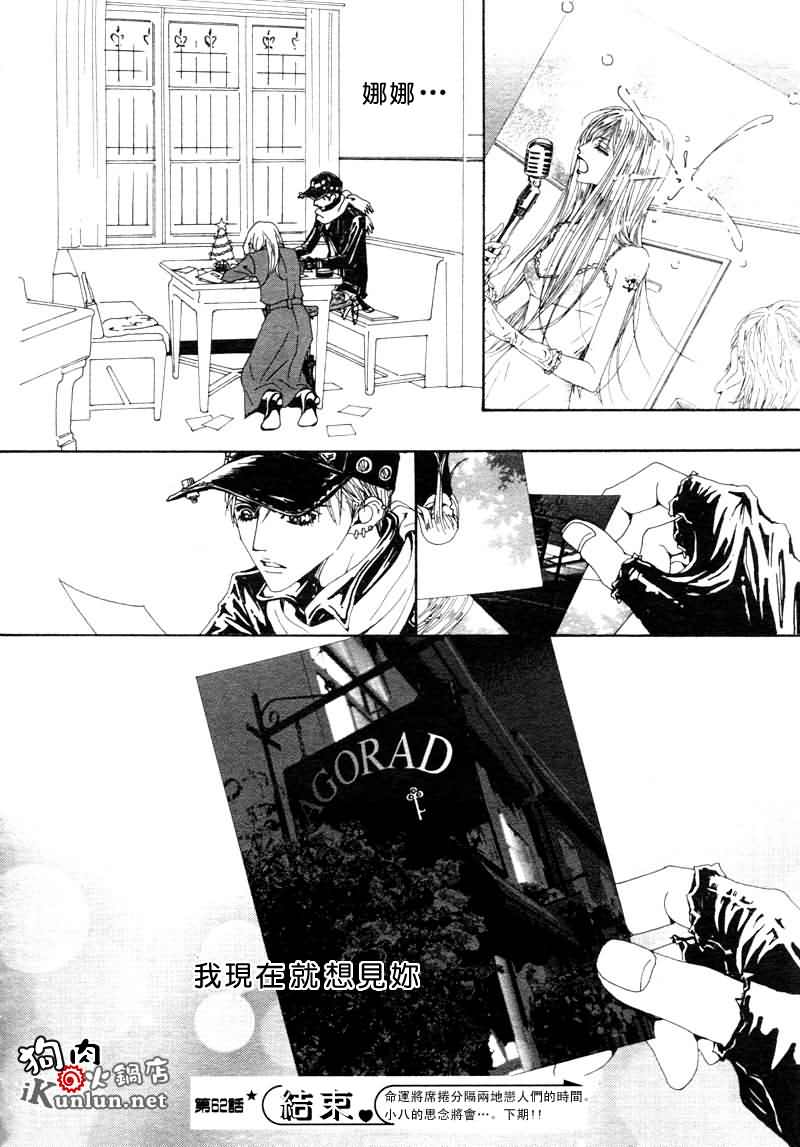 娜娜…
AGORAD
我現在就想見妳
狗肉火鍋店
iKunlun.net
第62話★
結束♥
命運將席捲分隔兩地戀人們的時間。
小八的思念將會…。下期!!